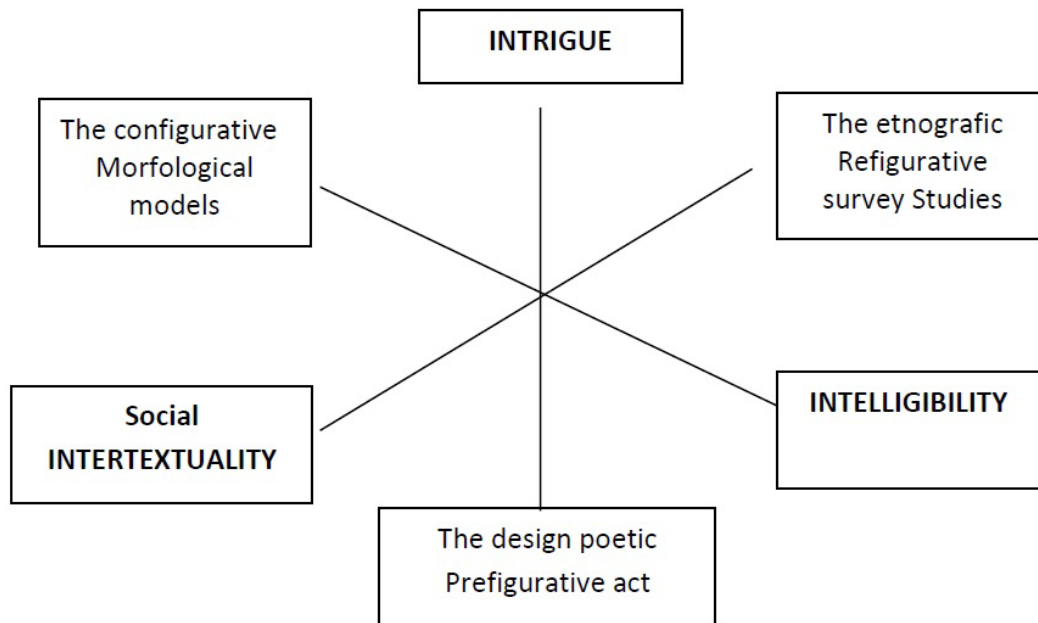 INTRIGUE
The configurative
Morfological
models
The etnografic
Refigurative
survey Studies
Social
INTERTEXTUALITY
INTELLIGIBILITY
The design poetic
Prefigurative act